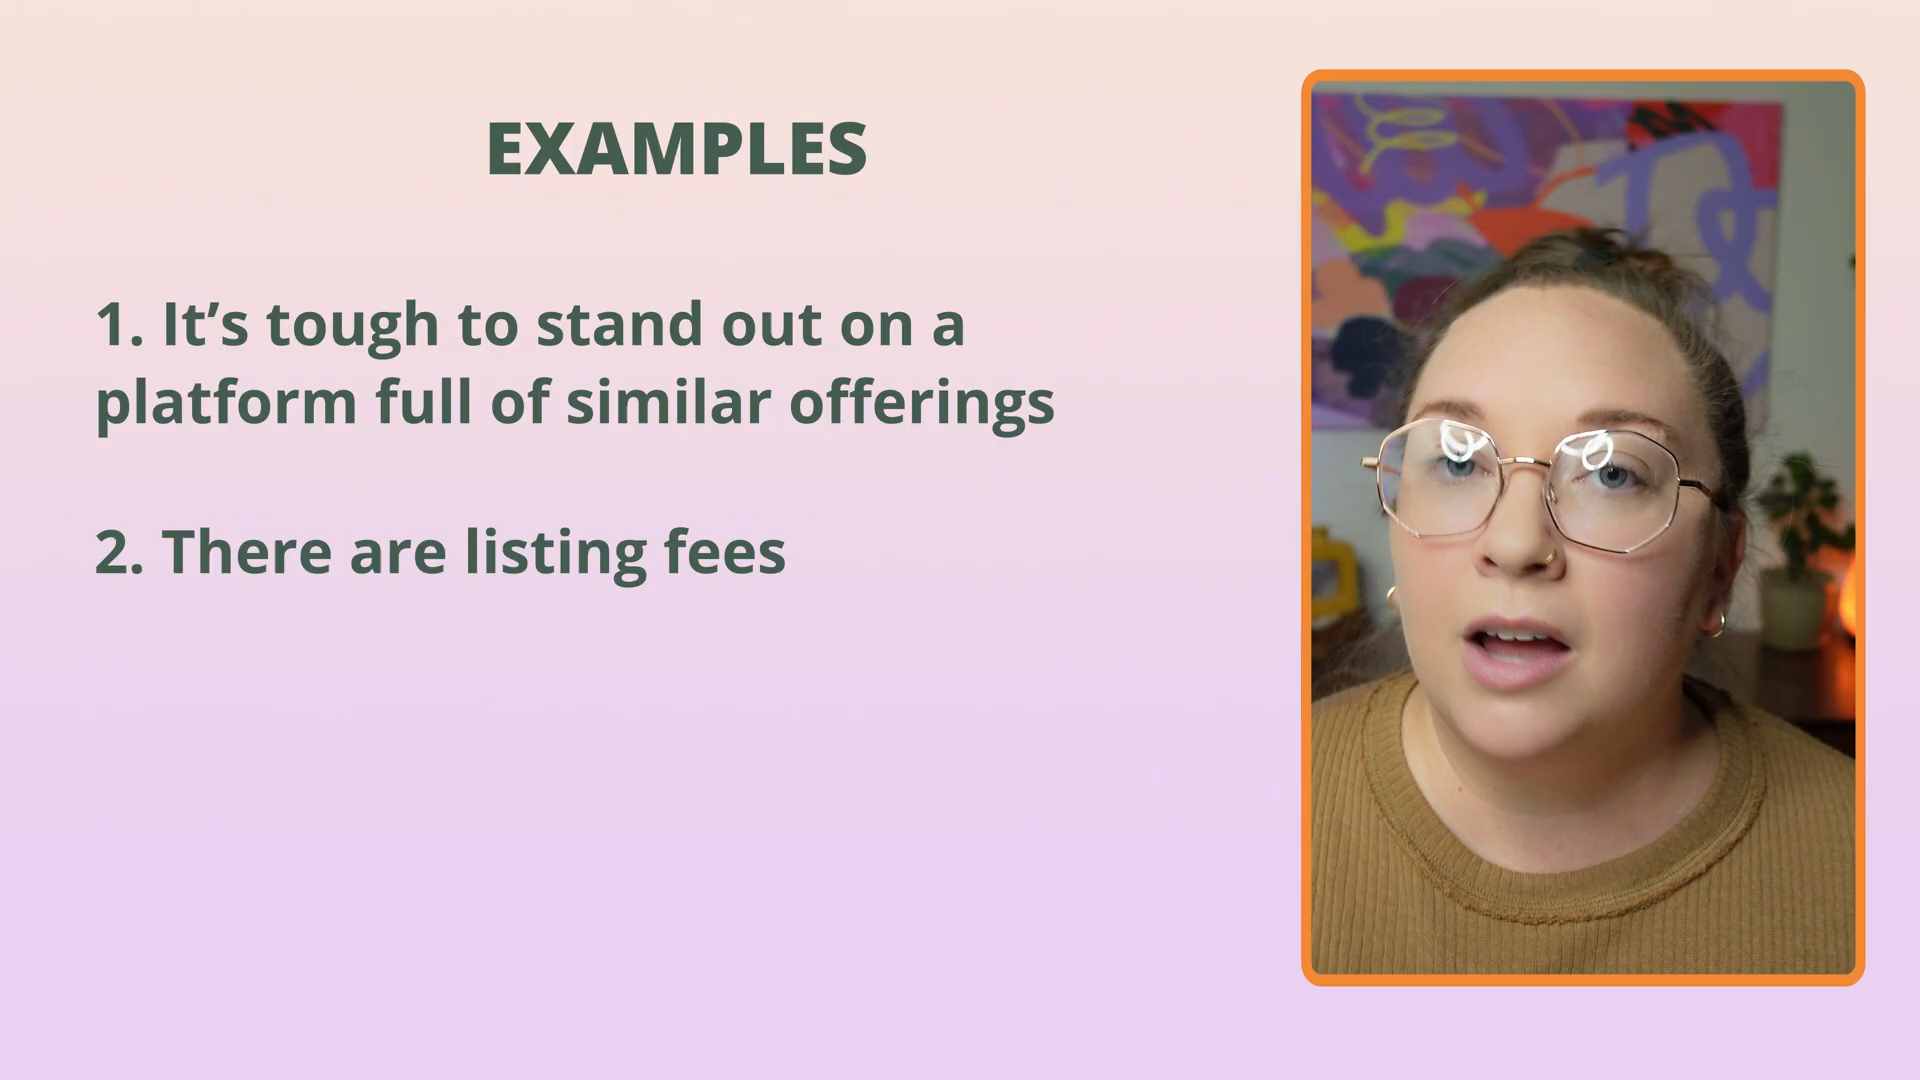 EXAMPLES
1. It’s tough to stand out on a
platform full of similar offerings
2. There are listing fees